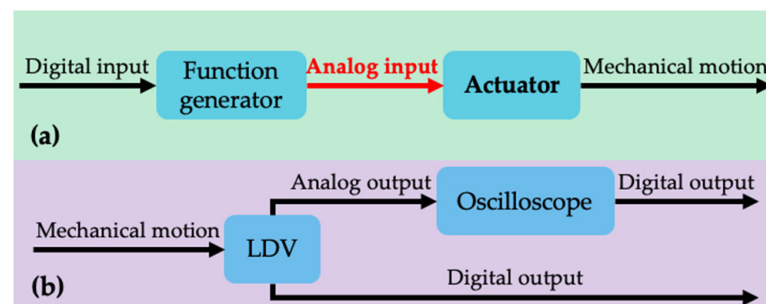 Digital input
Function
generator
Analog input
Actuator
Mechanical motion
(a)
Analog output
Oscilloscope
Digital output
Mechanical motion
LDV
Digital output
(b)